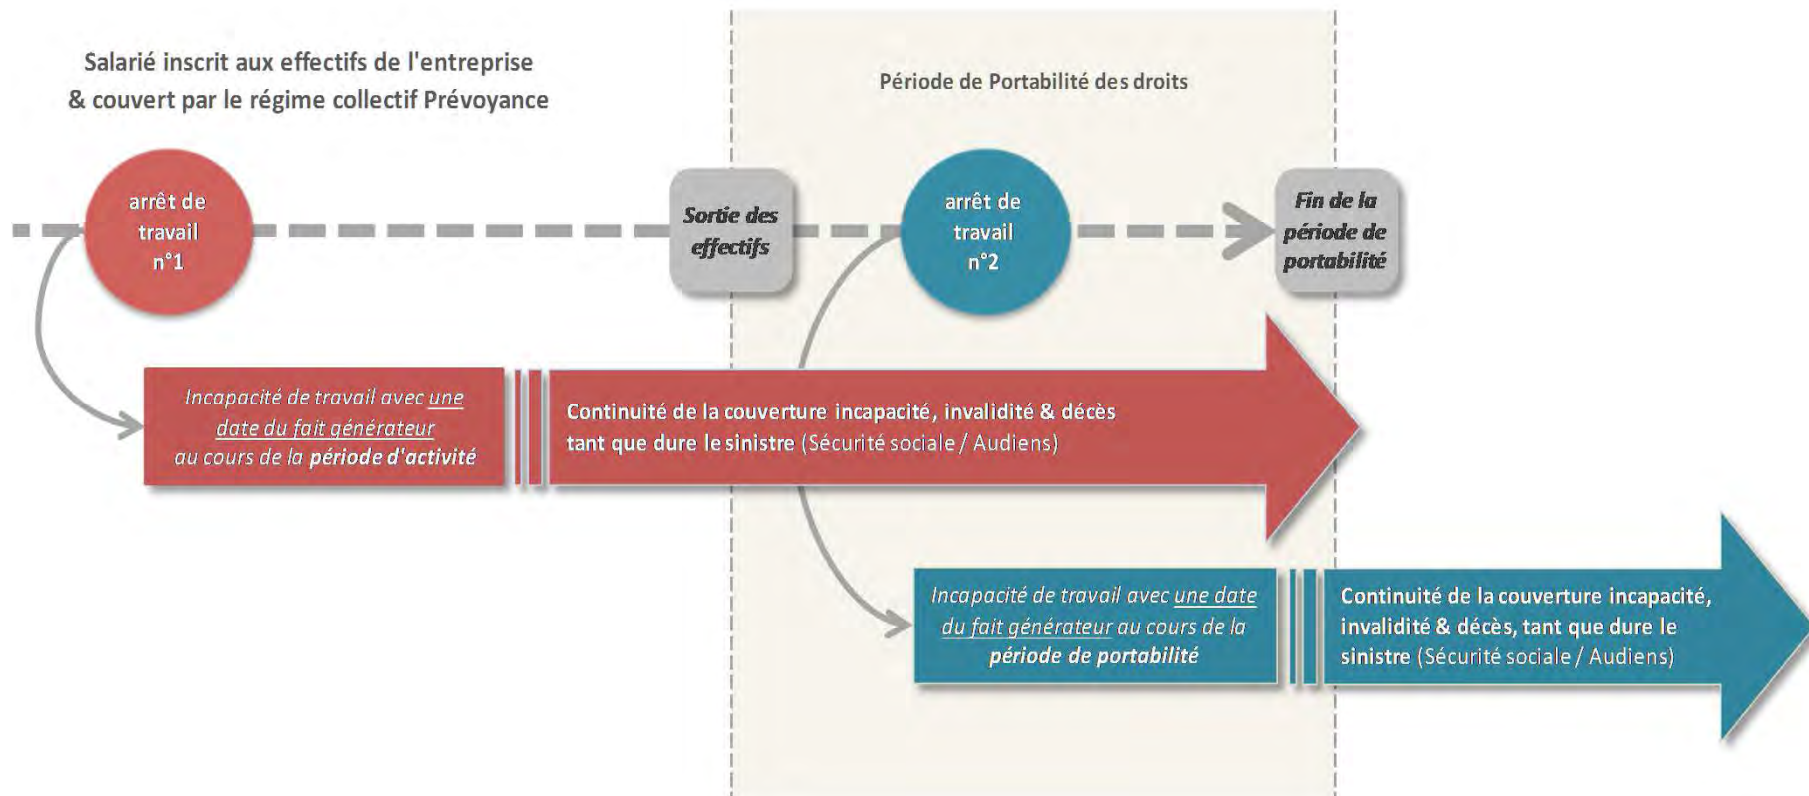 Salarié inscrit aux effectifs de l'entreprise
& couvert par le régime collectif Prévoyance
Période de Portabilité des droits
arrêt de
travail
n°1
Sortie des
effectifs
arrêt de
travail
n°2
Fin de la
période de
portabilité
Incapacité de travail avec une
date du fait générateur
au cours de la période d'activité
Continuité de la couverture incapacité, invalidité & décès
tant que dure le sinistre (Sécurité sociale / Audiens)
Incapacité de travail avec une date
du fait générateur au cours de la
période de portabilité
Continuité de la couverture incapacité,
invalidité & décès, tant que dure le
sinistre (Sécurité sociale / Audiens)